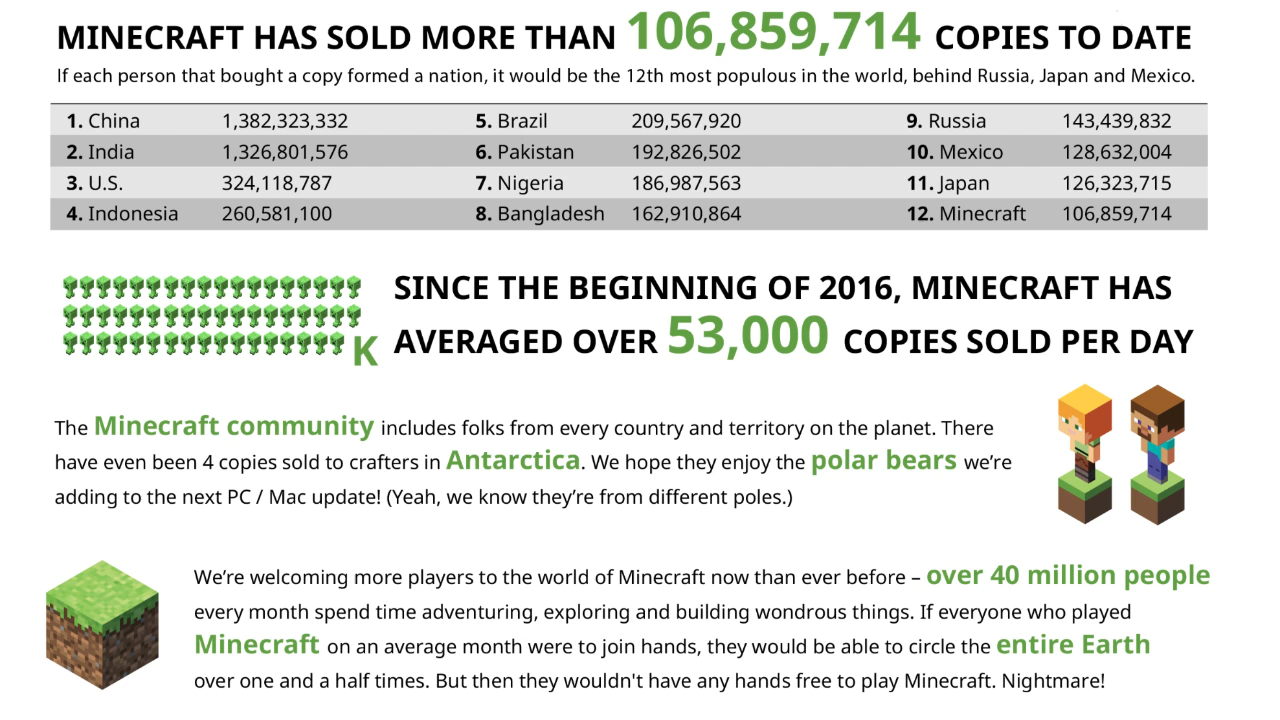 MINECRAFT HAS SOLD MORE THAN 106,859,714 COPIES TO DATE
If each person that bought a copy formed a nation, it would be the 12th most populous in the world, behind Russia, Japan and Mexico.
1. China 1,382,323,332 5. Brazil 209,567,920 9. Russia 143,439,832
2. India 1,326,801,576 6. Pakistan 192,826,502 10. Mexico 128,632,004
3. U.S. 324,118,787 7. Nigeria 186,987,563 11. Japan 126,323,715
4. Indonesia 260,581,100 8. Bangladesh 162,910,864 12. Minecraft 106,859,714
SINCE THE BEGINNING OF 2016, MINECRAFT HAS
K AVERAGED OVER 53,000 COPIES SOLD PER DAY
The Minecraft community includes folks from every country and territory on the planet. There
have even been 4 copies sold to crafters in Antarctica. We hope they enjoy the polar bears we’re
adding to the next PC / Mac update! (Yeah, we know they’re from different poles.)
We’re welcoming more players to the world of Minecraft now than ever before – over 40 million people
every month spend time adventuring, exploring and building wondrous things. If everyone who played
Minecraft on an average month were to join hands, they would be able to circle the entire Earth
over one and a half times. But then they wouldn't have any hands free to play Minecraft. Nightmare!